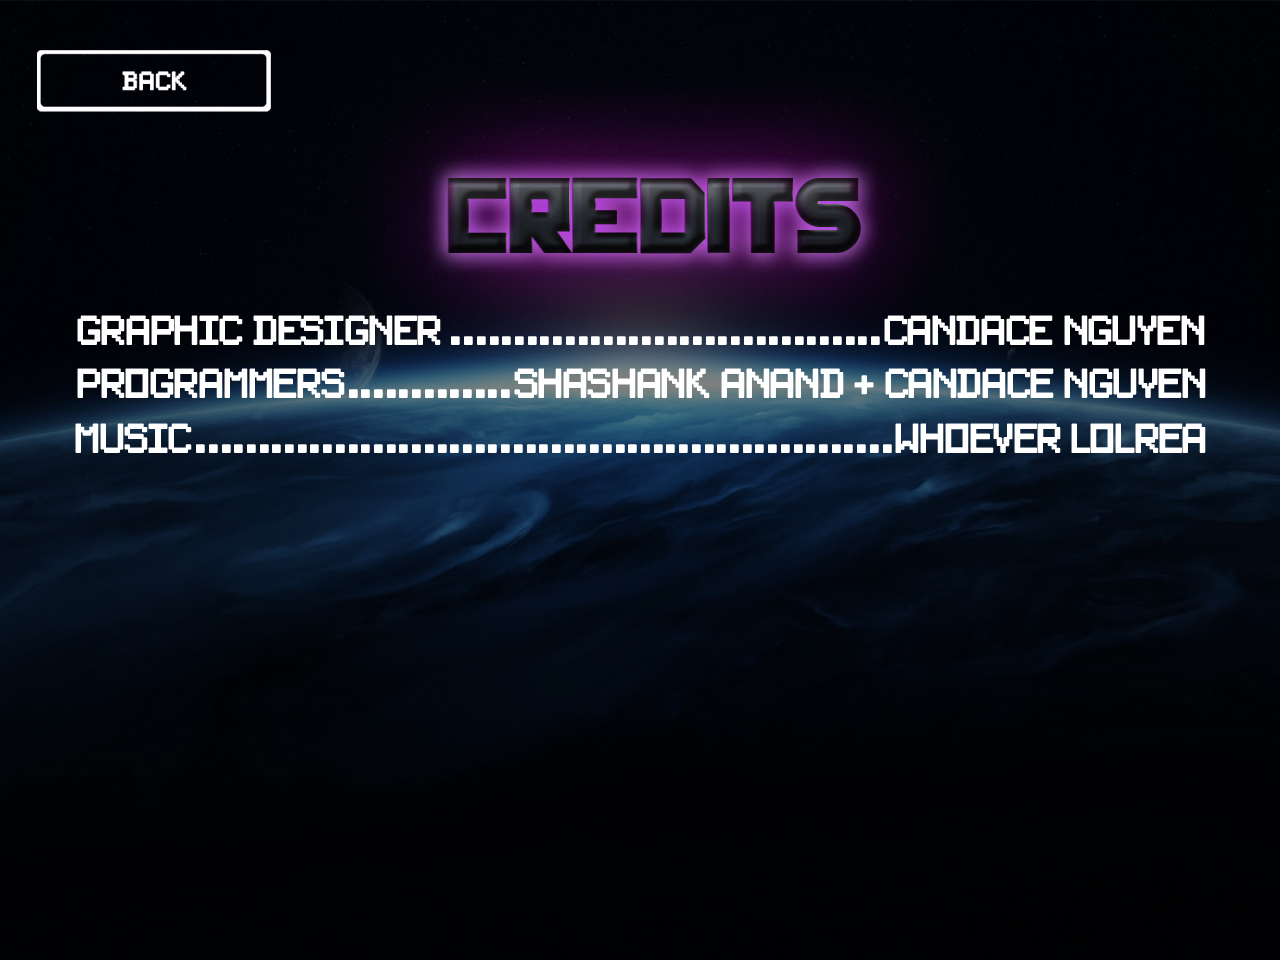 BACK
CREDITS
GRAPHIC DESIGNER ..................................CANDACE NGUYEN
PROGRAMMERS.............SHASHANK ANAND + CANDACE NGUYEN
MUSIC.......................................................WHOEVER LOLREA